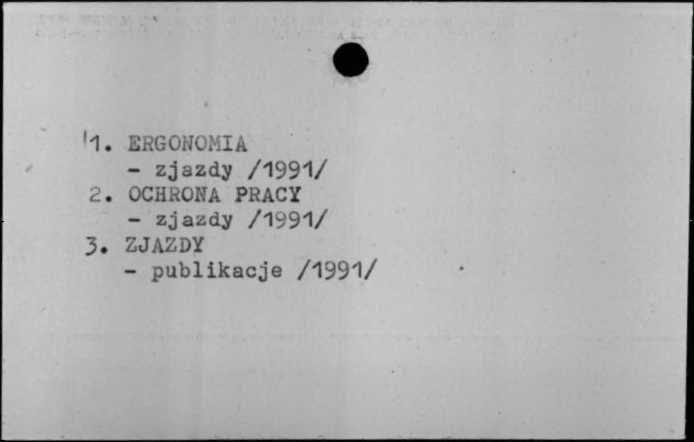 1. ERGONOMIA
- zjazdy /1991/
2. OCHRONA PRACY
- zjazdy /1991/
3. ZJAZDY
- publikacje /1991/